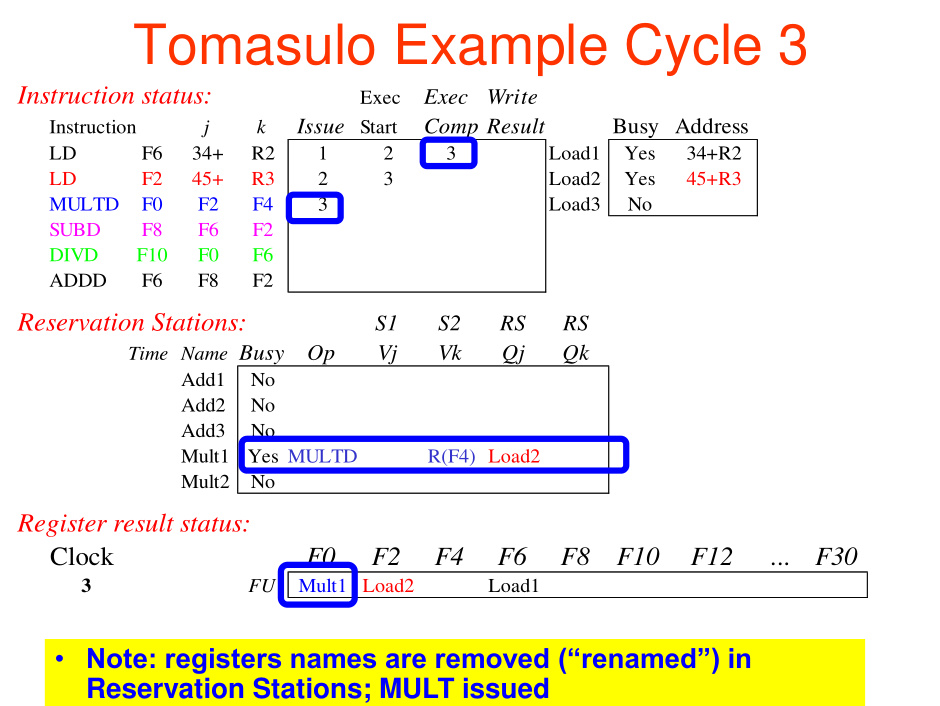 Tomasulo Example Cycle 3
Instruction status: Exec Exec Write
Instruction j k Issue Start Comp Result Busy Address
LD F6 34+ R2 1 2 3 Load1 Yes 34+R2
LD F2 45+ R3 2 3 Load2 Yes 45+R3
MULTD F0 F2 F4 3 Load3 No
SUBD F8 F6 F2
DIVD F10 F0 F6
ADDD F6 F8 F2
Reservation Stations: S1 S2 RS RS
Time Name Busy Op Vj Vk Qj Qk
Add1 No
Add2 No
Add3 No
Mult1 Yes MULTD R(F4) Load2
Mult2 No
Register result status:
Clock F0 F2 F4 F6 F8 F10 F12 ... F30
3 FU Mult1 Load2 Load1
• Note: registers names are removed (“renamed”) in
Reservation Stations; MULT issued